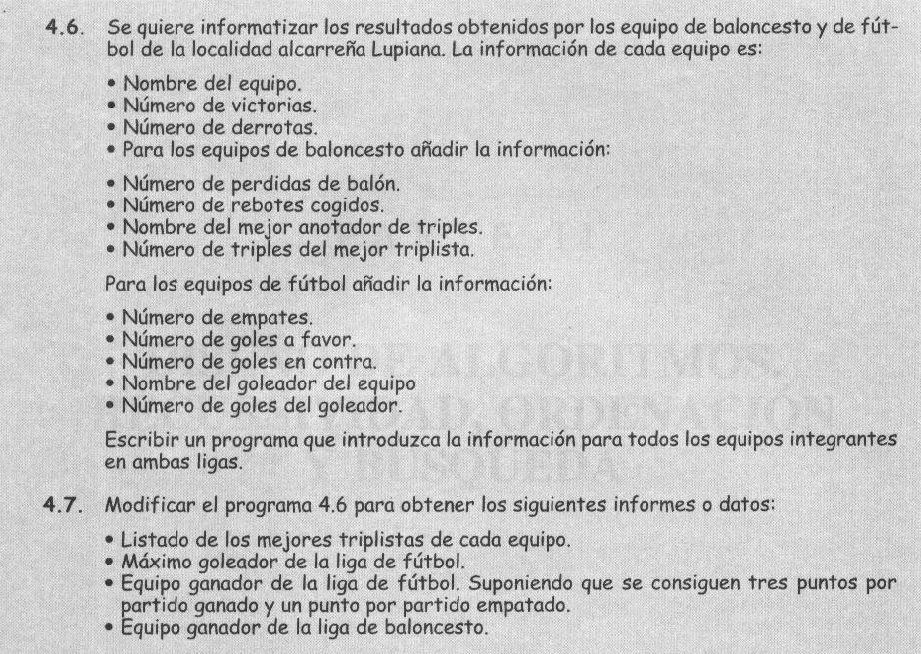 4.6. Se quiere informatizar los resultados obtenidos por los equipo de baloncesto y de fút-
bol de la localidad alcarreña Lupiana. La información de cada equipo es:
• Nombre del equipo.
• Número de victorias.
• Número de derrotas.
• Para los equipos de baloncesto añadir la información:
• Número de perdidas de balón.
• Número de rebotes cogidos.
• Nombre del mejor anotador de triples.
• Número de triples del mejor triplista.
Para los equipos de fútbol añadir la información:
• Número de empates.
• Número de goles a favor.
• Número de goles en contra.
• Nombre del goleador del equipo
• Número de goles del goleador.
Escribir un programa que introduzca la información para todos los equipos integrantes
en ambas ligas.
4.7. Modificar el programa 4.6 para obtener los siguientes informes o datos:
• Listado de los mejores triplistas de cada equipo.
• Máximo goleador de la liga de fútbol.
• Equipo ganador de la liga de fútbol. Suponiendo que se consiguen tres puntos por
partido ganado y un punto por partido empatado.
• Equipo ganador de la liga de baloncesto.